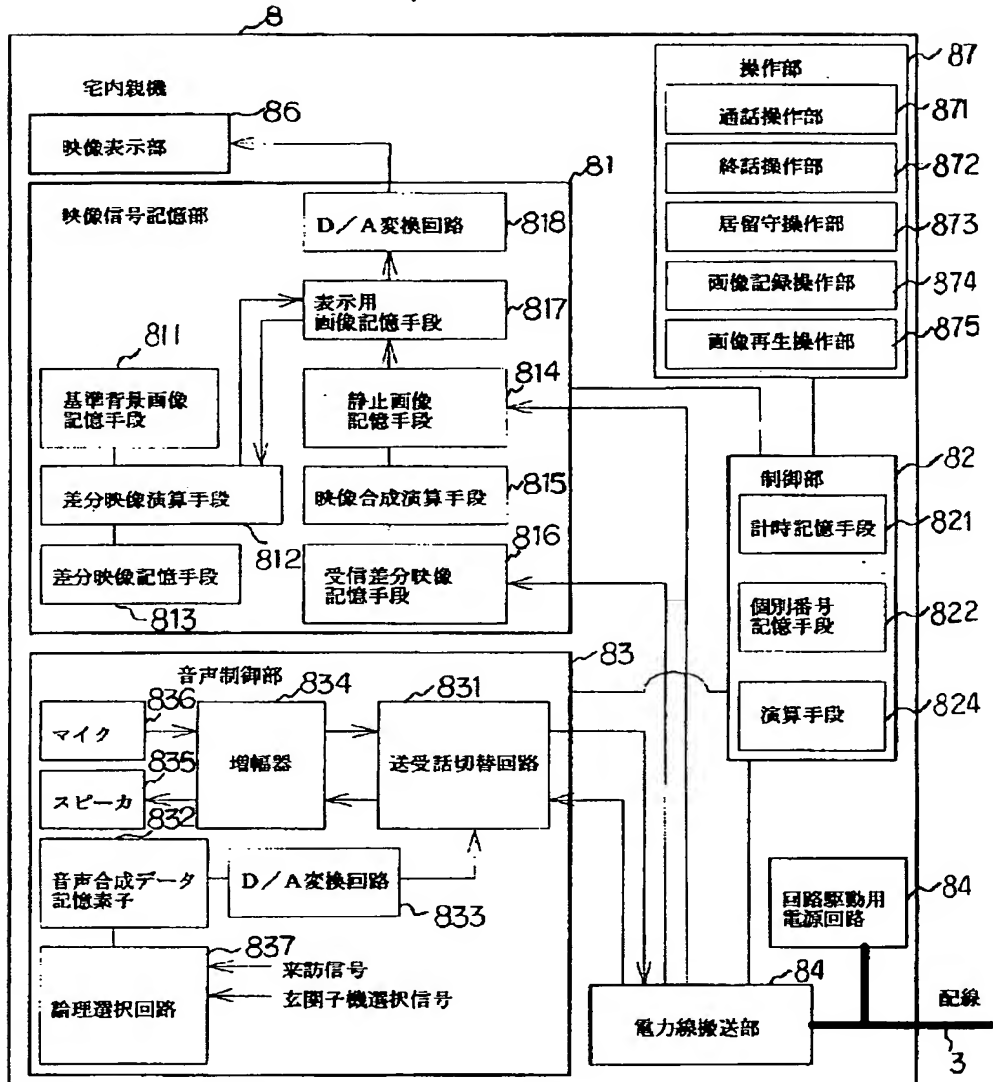 8
宅内親機
86
映像表示部
81
映像信号記憶部
D/A変換回路
818
表示用
画像記憶手段
817
811
基準背景画像
記憶手段
814
静止画像
記憶手段
差分映像演算手段
812
映像合成演算手段
815
差分映像記憶手段
813
816
受信差分映像
記憶手段
87
操作部
通話操作部
871
終話操作部
872
居留守操作部
873
画像記録操作部
874
画像再生操作部
875
82
制御部
計時記憶手段
821
個別番号
記憶手段
822
演算手段
824
83
音声制御部
836
マイク
835
スピーカ
834
増幅器
831
送受話切替回路
832
音声合成データ
記憶素子
D/A変換回路
833
837
論理選択回路
来訪信号
玄関子機選択信号
84
回路駆動用
電源回路
84
電力線搬送部
配線
3